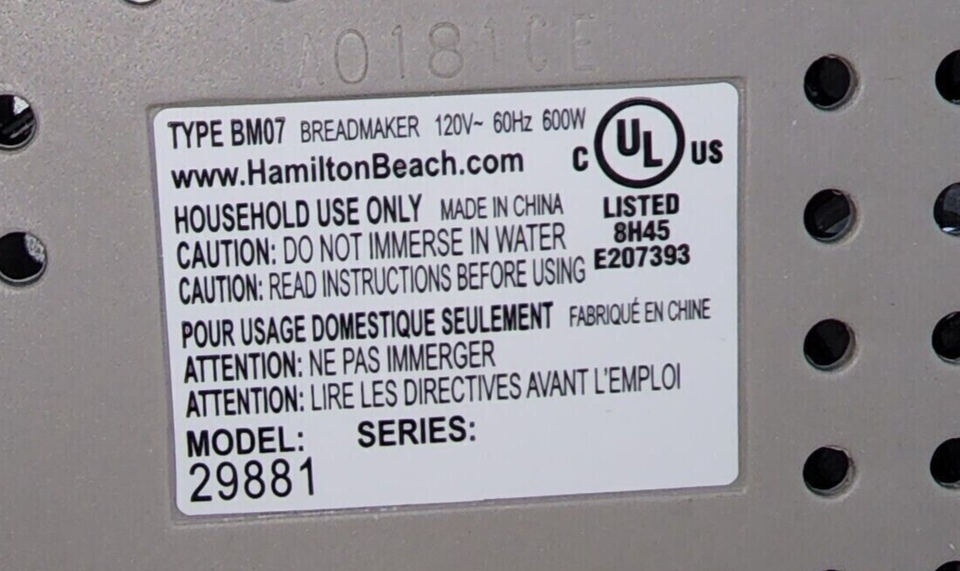 A0181CE
TYPE BM07 BREADMAKER 120V~ 60Hz 600W
www.HamiltonBeach.com
C UL US
LISTED
8H45
E207393
HOUSEHOLD USE ONLY MADE IN CHINA
CAUTION: DO NOT IMMERSE IN WATER
CAUTION: READ INSTRUCTIONS BEFORE USING
POUR USAGE DOMESTIQUE SEULEMENT FABRIQUÉ EN CHINE
ATTENTION: NE PAS IMMERGER
ATTENTION: LIRE LES DIRECTIVES AVANT L'EMPLOI
MODEL: SERIES:
29881